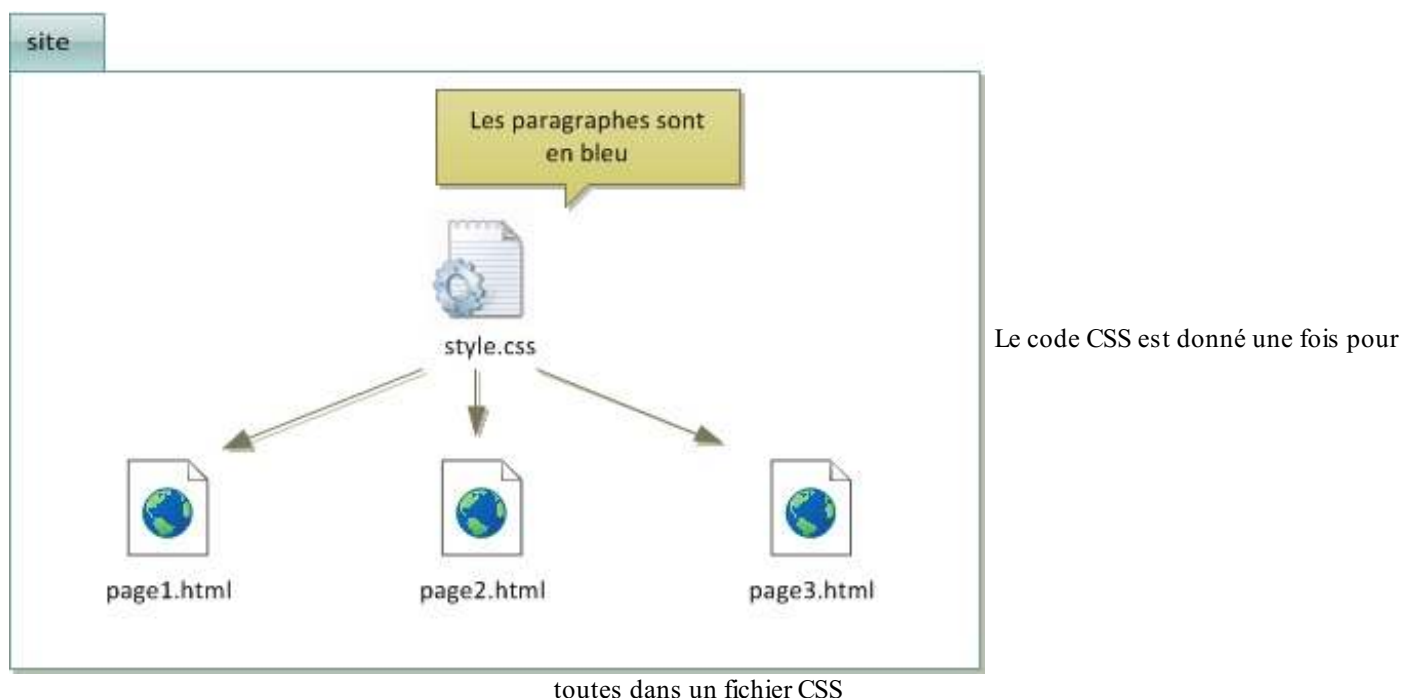 site
Les paragraphes sont
en bleu
style.css
page1.html
page2.html
page3.html
Le code CSS est donné une fois pour
toutes dans un fichier CSS